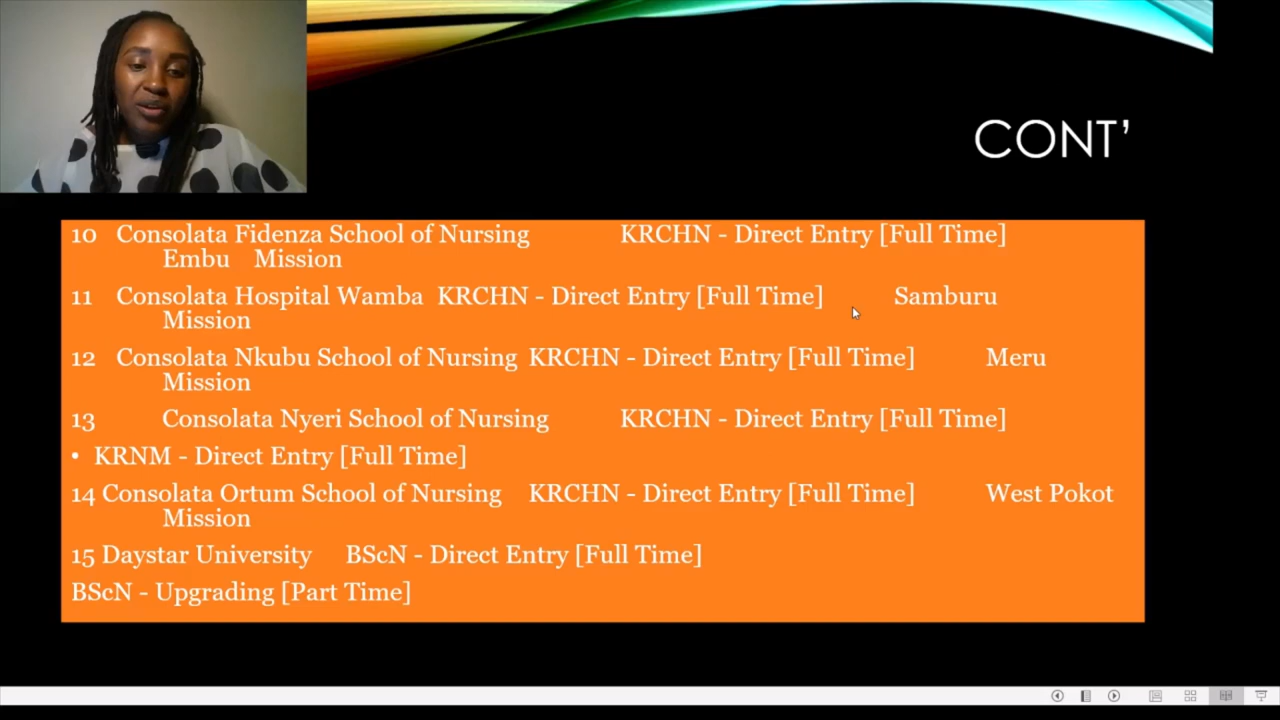 CONT’
10 Consolata Fidenza School of Nursing KRCHN - Direct Entry [Full Time]
Embu Mission
11 Consolata Hospital Wamba KRCHN - Direct Entry [Full Time] Samburu
Mission
12 Consolata Nkubu School of Nursing KRCHN - Direct Entry [Full Time] Meru
Mission
13 Consolata Nyeri School of Nursing KRCHN - Direct Entry [Full Time]
• KRNM - Direct Entry [Full Time]
14 Consolata Ortum School of Nursing KRCHN - Direct Entry [Full Time] West Pokot
Mission
15 Daystar University BScN - Direct Entry [Full Time]
BScN - Upgrading [Part Time]